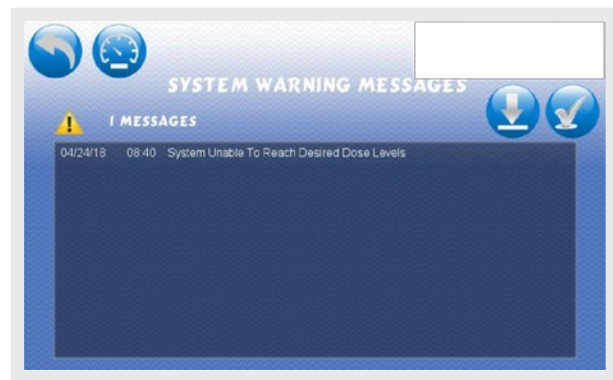 SYSTEM WARNING MESSAGES
1 MESSAGES
04/24/18 08:40 System Unable To Reach Desired Dose Levels